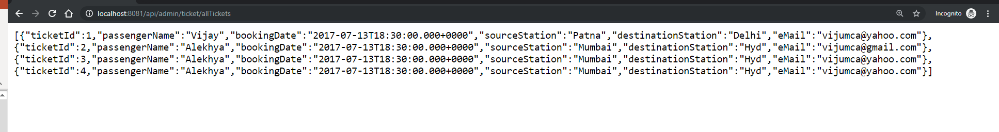 localhost:8081/api/admin/ticket/allTickets
Incognito
[{"ticketId":1,"passengerName":"Vijay","bookingDate":"2017-07-13T18:30:00.000+0000","sourceStation":"Patna","destinationStation":"Delhi","eMail":"vijumca@yahoo.com"},
{"ticketId":2,"passengerName":"Alekhya","bookingDate":"2017-07-13T18:30:00.000+0000","sourceStation":"Mumbai","destinationStation":"Hyd","eMail":"vijumca@gmail.com"},
{"ticketId":3,"passengerName":"Alekhya","bookingDate":"2017-07-13T18:30:00.000+0000","sourceStation":"Mumbai","destinationStation":"Hyd","eMail":"vijumca@yahoo.com"},
{"ticketId":4,"passengerName":"Alekhya","bookingDate":"2017-07-13T18:30:00.000+0000","sourceStation":"Mumbai","destinationStation":"Hyd","eMail":"vijumca@yahoo.com"}]